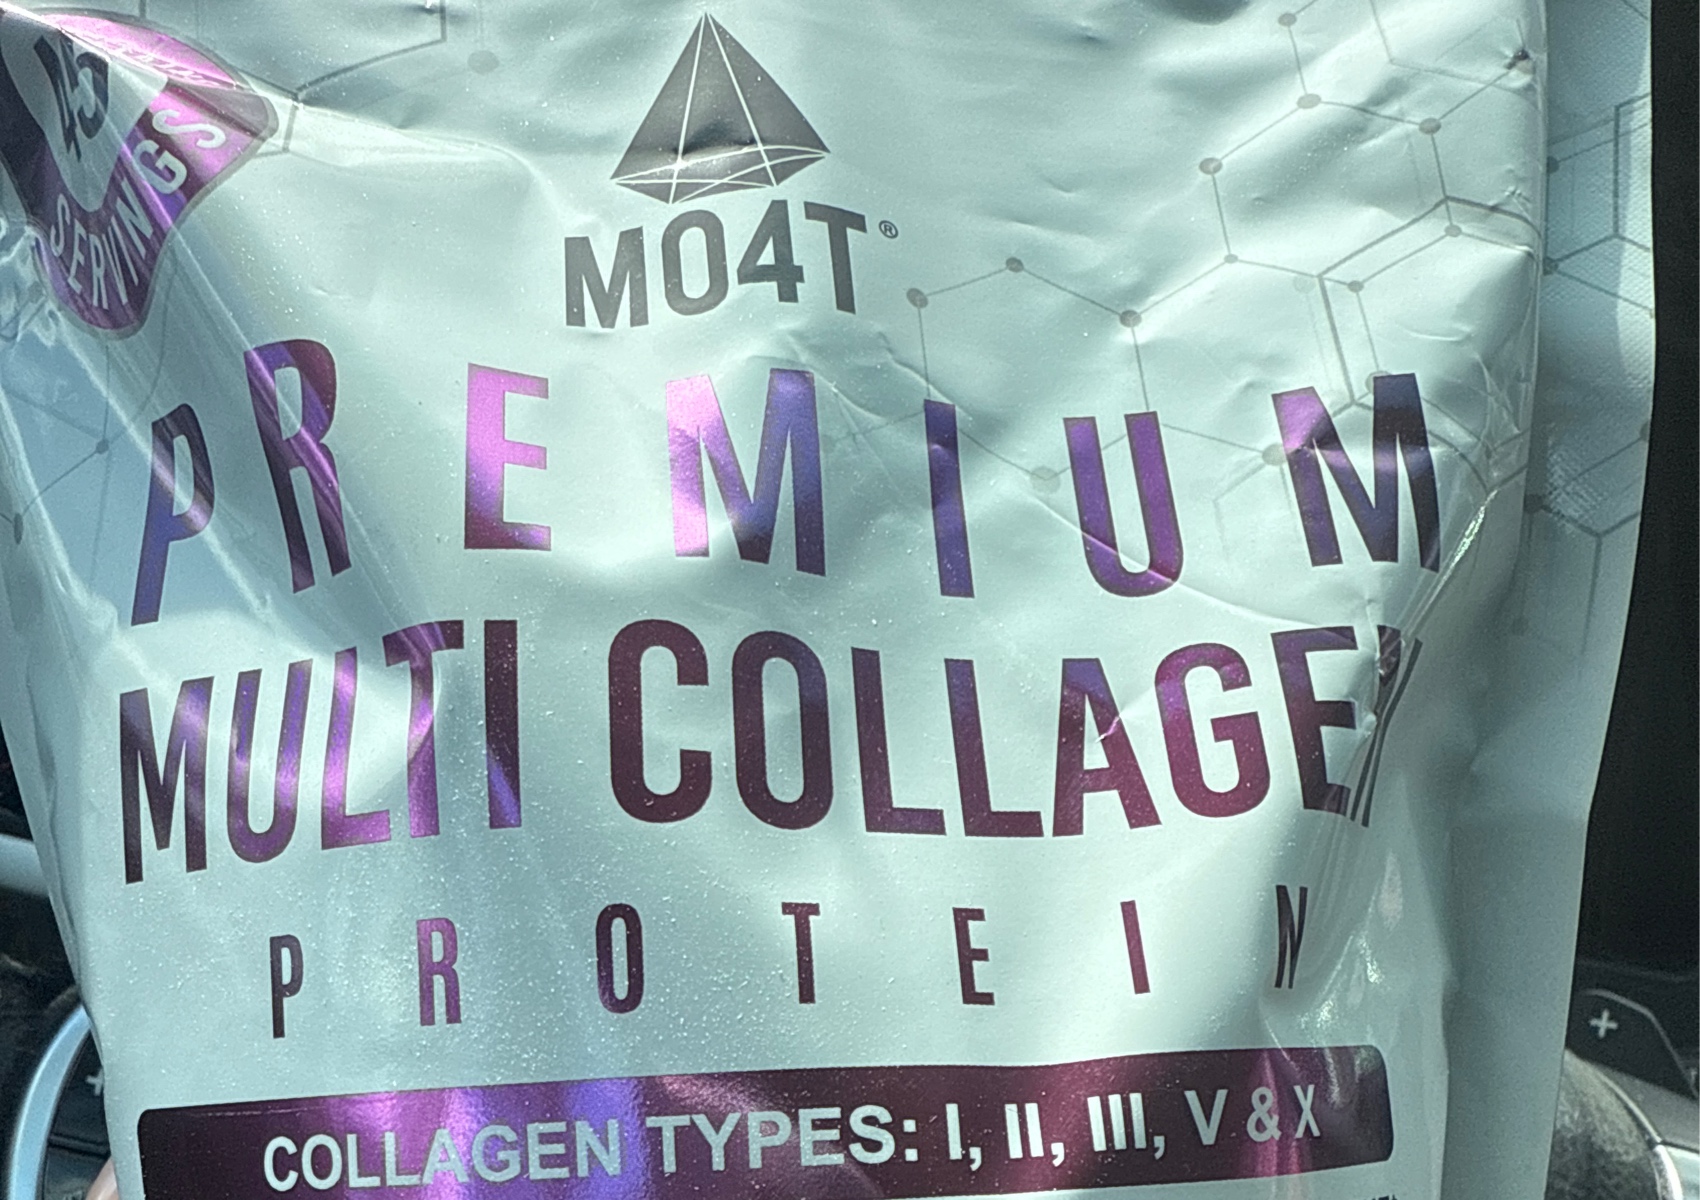 45
SERVINGS
MO4T®
PREMIUM
MULTI COLLAGEN
PROTEIN
COLLAGEN TYPES: I, II, III, V & X